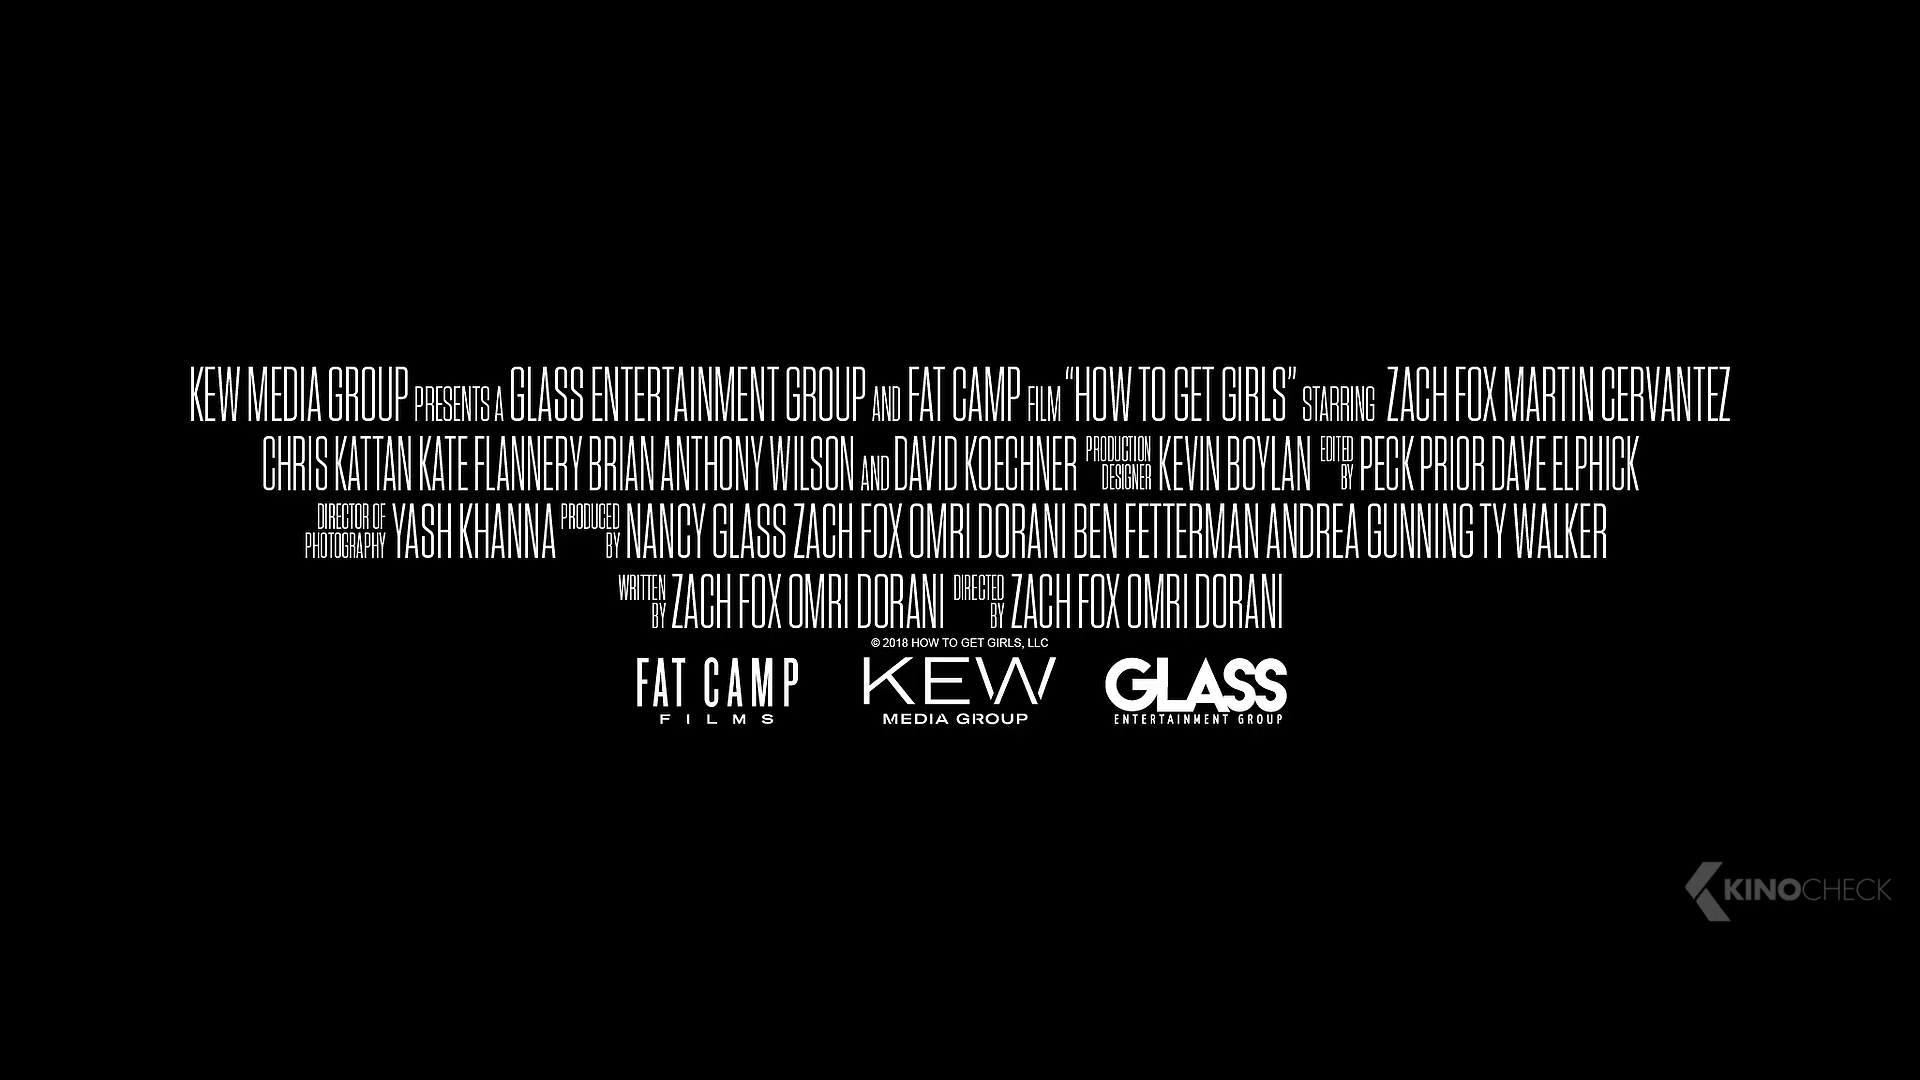 KEW MEDIA GROUP PRESENTS A GLASS ENTERTAINMENT GROUP AND FAT CAMP FILM “HOW TO GET GIRLS” STARRING ZACH FOX MARTIN CERVANTEZ
CHRIS KATTAN KATE FLANNERY BRIAN ANTHONY WILSON AND DAVID KOECHNER PRODUCTION DESIGNER KEVIN BOYLAN EDITED BY PECK PRIOR DAVE ELPHICK
DIRECTOR OF PHOTOGRAPHY YASH KHANNA PRODUCED BY NANCY GLASS ZACH FOX OMRI DORANI BEN FETTERMAN ANDREA GUNNING TY WALKER
WRITTEN BY ZACH FOX OMRI DORANI DIRECTED BY ZACH FOX OMRI DORANI
© 2018 HOW TO GET GIRLS, LLC
FAT CAMP FILMS
KEW MEDIA GROUP
GLASS ENTERTAINMENT GROUP
KINOCHECK